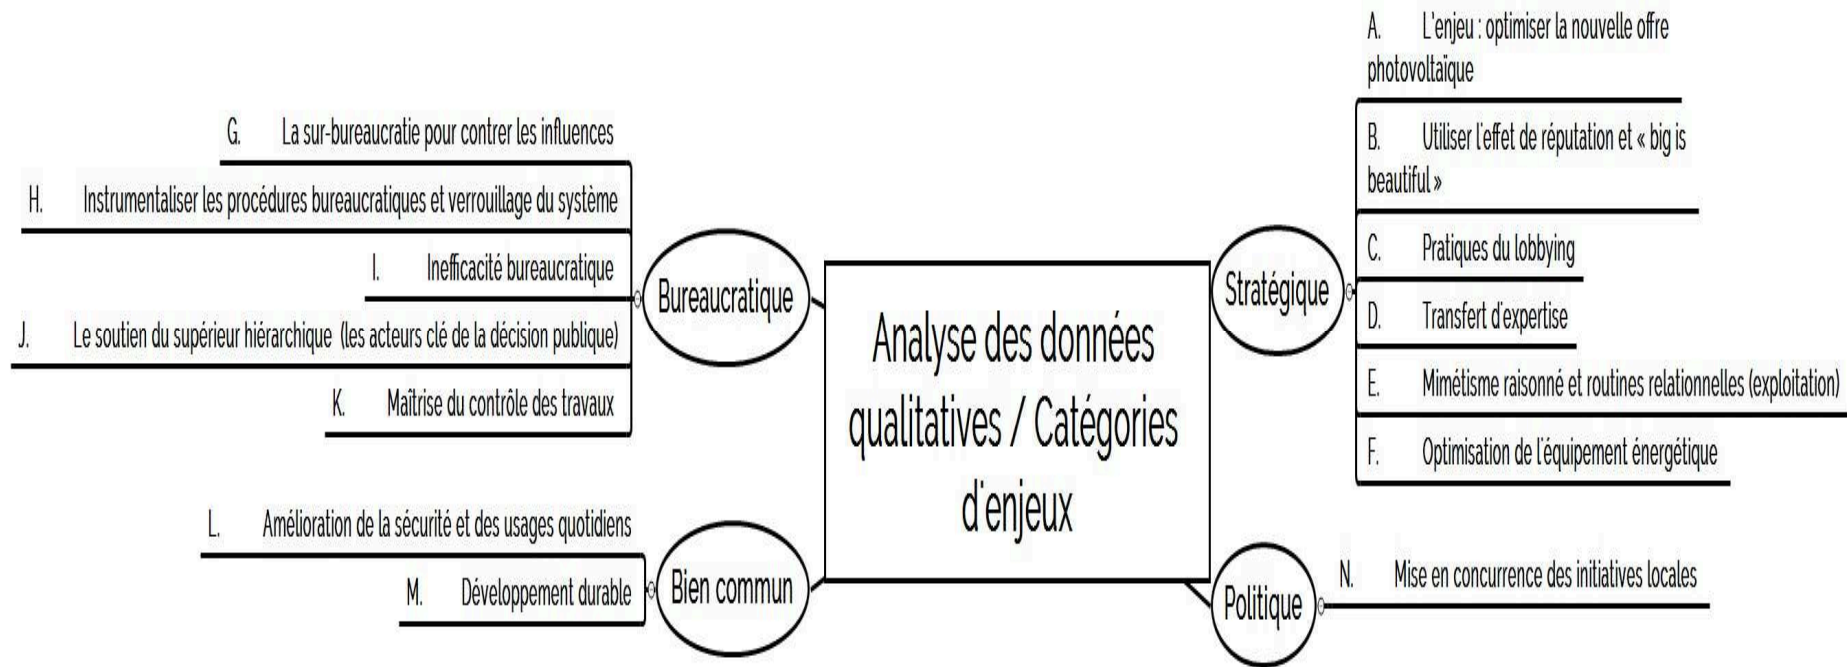 Analyse des données
qualitatives / Catégories
d'enjeux
Stratégique
A. L'enjeu : optimiser la nouvelle offre
photovoltaïque
B. Utiliser l'effet de réputation et « big is
beautiful »
C. Pratiques du lobbying
D. Transfert d'expertise
E. Mimétisme raisonné et routines relationnelles (exploitation)
F. Optimisation de l'équipement énergétique
Bureaucratique
G. La sur-bureaucratie pour contrer les influences
H. Instrumentaliser les procédures bureaucratiques et verrouillage du système
I. Inefficacité bureaucratique
J. Le soutien du supérieur hiérarchique (les acteurs clé de la décision publique)
K. Maîtrise du contrôle des travaux
Bien commun
L. Amélioration de la sécurité et des usages quotidiens
M. Développement durable
Politique
N. Mise en concurrence des initiatives locales